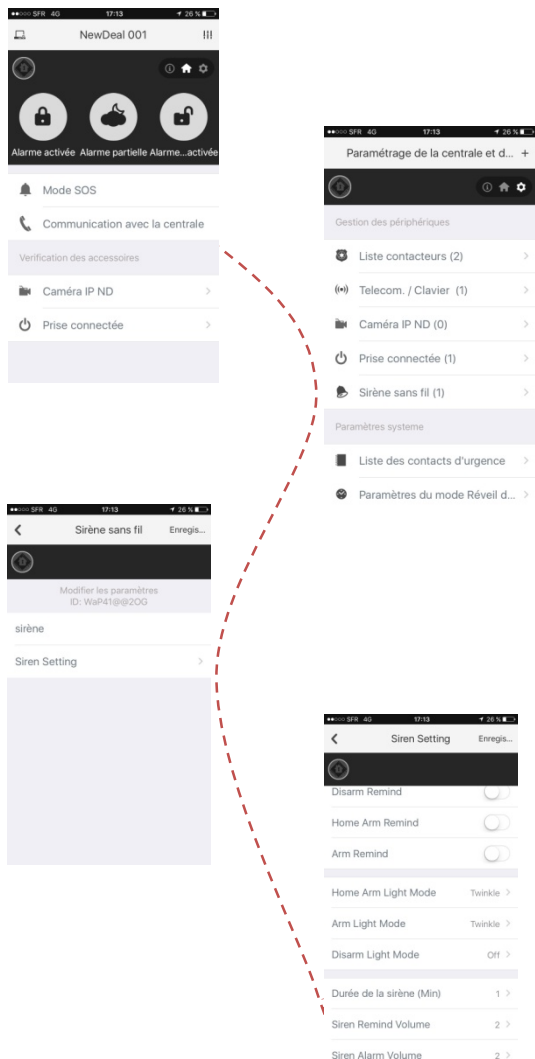 ●●○○○ SFR 4G 17:13 26 %
NewDeal 001
Alarme activée Alarme partielle Alarme...activée
Mode SOS
Communication avec la centrale
Verification des accessoires
Caméra IP ND
Prise connectée
●●○○○ SFR 4G 17:13 26 %
Paramétrage de la centrale et d... +
Gestion des périphériques
Liste contacteurs (2)
Telecom. / Clavier (1)
Caméra IP ND (0)
Prise connectée (1)
Sirène sans fil (1)
Paramètres systeme
Liste des contacts d'urgence
Paramètres du mode Réveil d...
●●○○○ SFR 4G 17:13 26 %
Sirène sans fil Enregis...
Modifier les paramètres
ID: WaP41@@2OG
sirène
Siren Setting
●●○○○ SFR 4G 17:13 26 %
Siren Setting Enregis...
Disarm Remind
Home Arm Remind
Arm Remind
Home Arm Light Mode Twinkle
Arm Light Mode Twinkle
Disarm Light Mode Off
Durée de la sirène (Min) 1
Siren Remind Volume 2
Siren Alarm Volume 2